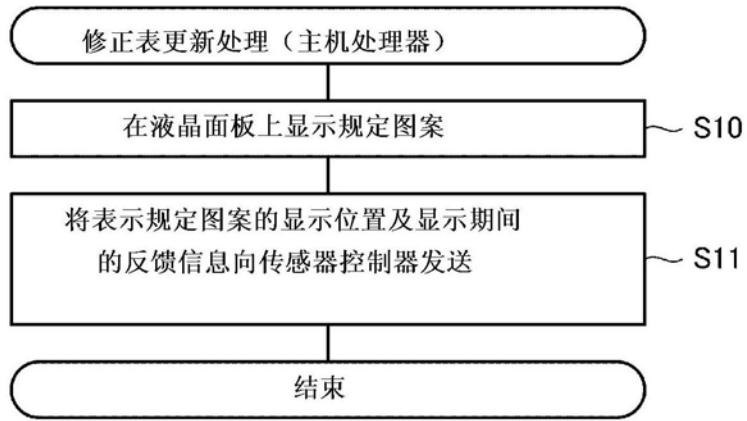 修正表更新处理（主机处理器）
在液晶面板上显示规定图案
S10
将表示规定图案的显示位置及显示期间
的反馈信息向传感器控制器发送
S11
结束